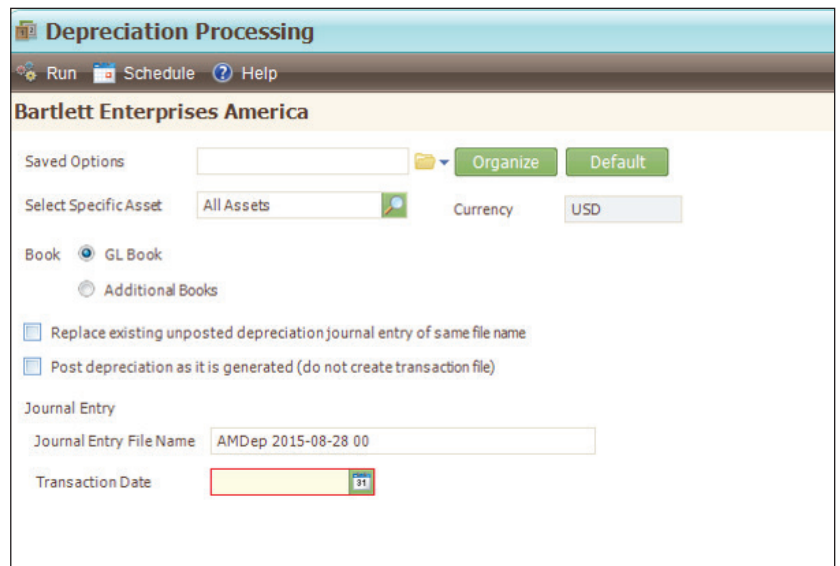 Depreciation Processing
Run Schedule Help
Bartlett Enterprises America
Saved Options Organize Default
Select Specific Asset All Assets Currency USD
Book GL Book
Additional Books
Replace existing unposted depreciation journal entry of same file name
Post depreciation as it is generated (do not create transaction file)
Journal Entry
Journal Entry File Name AMDep 2015-08-28 00
Transaction Date 31